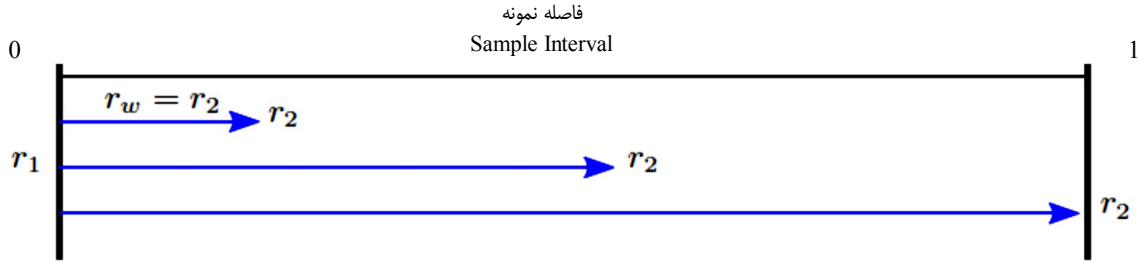 فاصله نمونه
Sample Interval
0 1
r_w = r_2 r_2
r_1 r_2
r_2